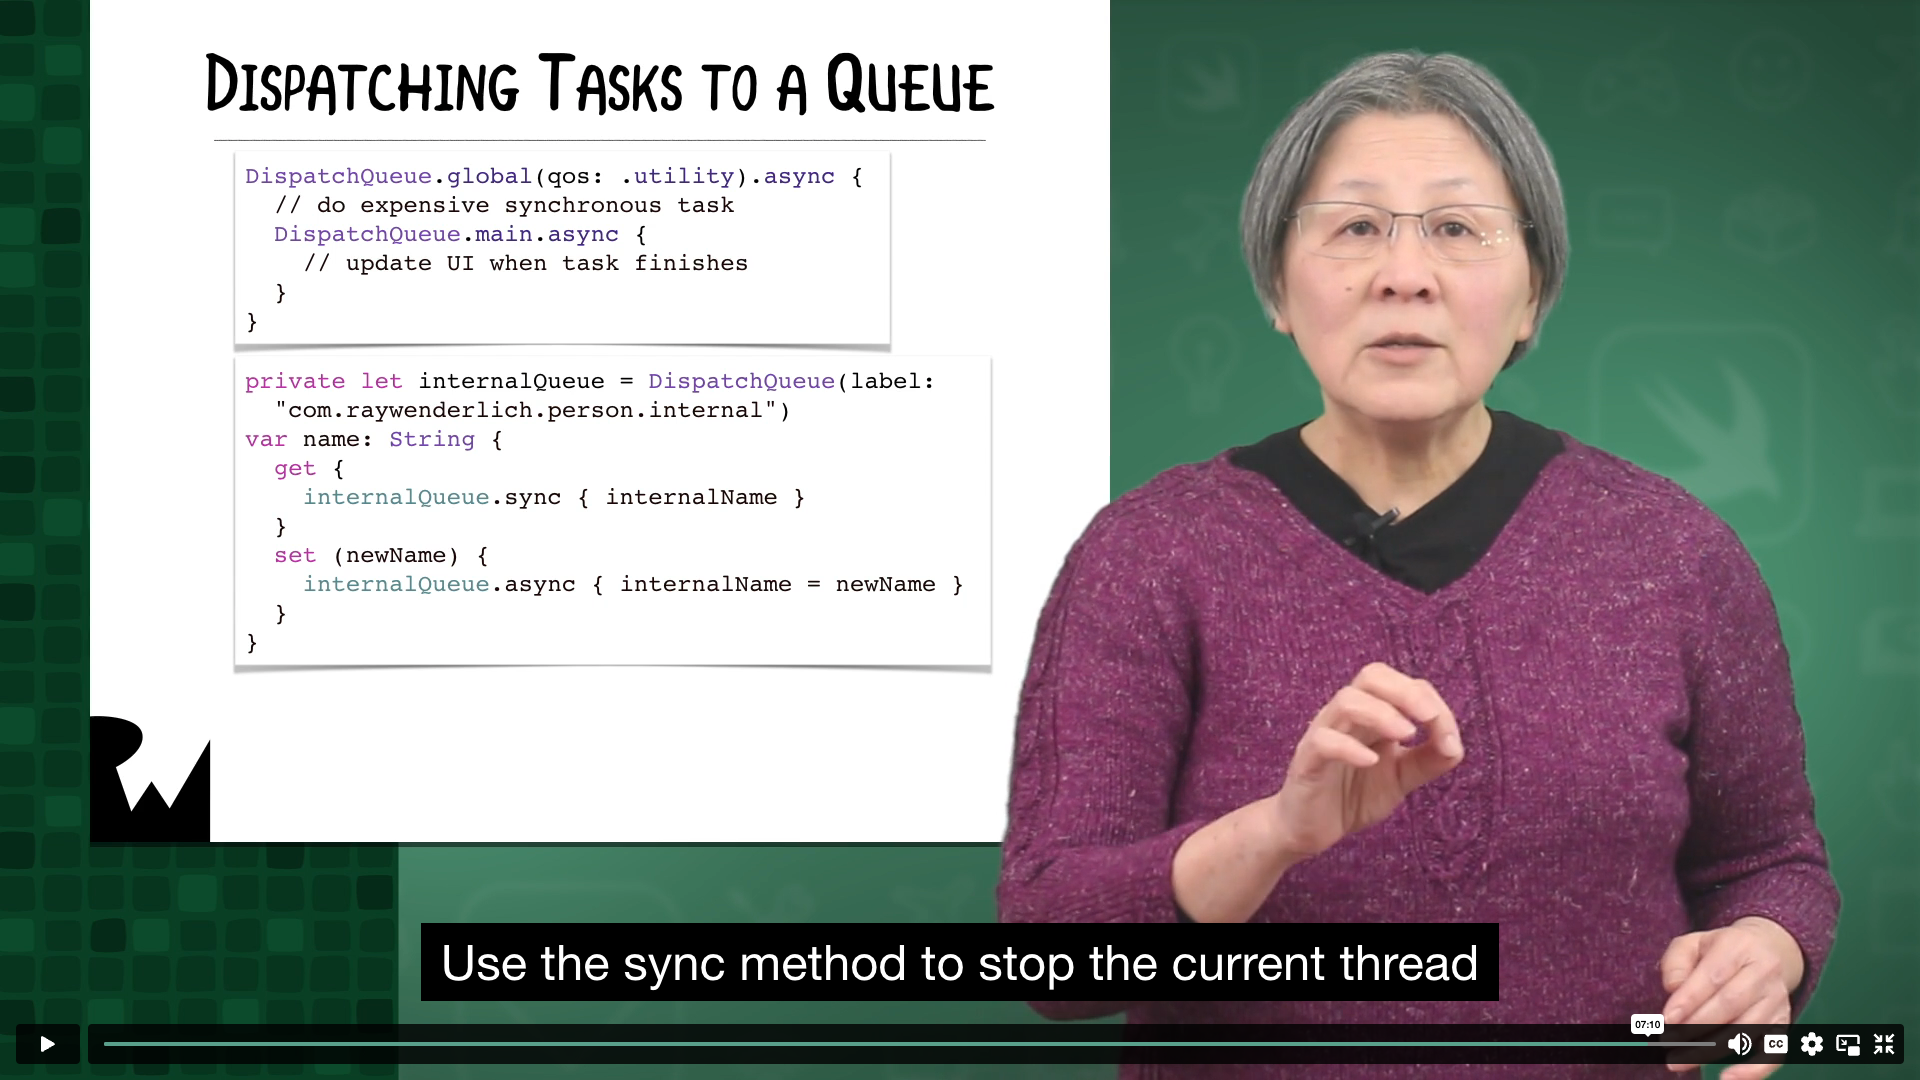 DISPATCHING TASKS TO A QUEUE
DispatchQueue.global(qos: .utility).async {
  // do expensive synchronous task
  DispatchQueue.main.async {
    // update UI when task finishes
  }
}
private let internalQueue = DispatchQueue(label:
  "com.raywenderlich.person.internal")
var name: String {
  get {
    internalQueue.sync { internalName }
  }
  set (newName) {
    internalQueue.async { internalName = newName }
  }
}
RW
Use the sync method to stop the current thread
07:10
CC